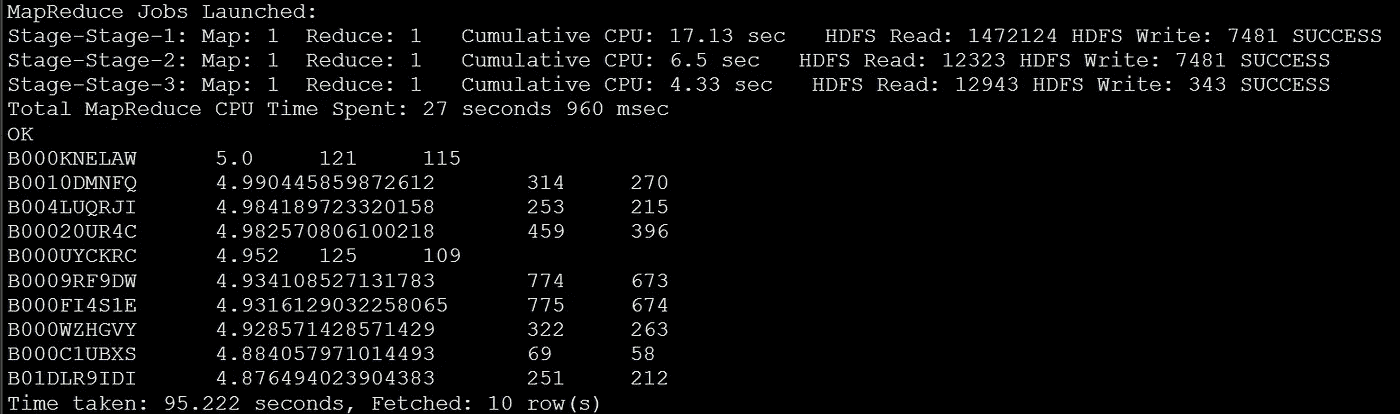 MapReduce Jobs Launched:
Stage-Stage-1: Map: 1  Reduce: 1   Cumulative CPU: 17.13 sec   HDFS Read: 1472124 HDFS Write: 7481 SUCCESS
Stage-Stage-2: Map: 1  Reduce: 1   Cumulative CPU: 6.5 sec   HDFS Read: 12323 HDFS Write: 7481 SUCCESS
Stage-Stage-3: Map: 1  Reduce: 1   Cumulative CPU: 4.33 sec   HDFS Read: 12943 HDFS Write: 343 SUCCESS
Total MapReduce CPU Time Spent: 27 seconds 960 msec
OK
B000KNELAW	5.0	121	115
B0010DMNFQ	4.990445859872612	314	270
B004LUQRJI	4.984189723320158	253	215
B00020UR4C	4.982570806100218	459	396
B000UYCKRC	4.952	125	109
B0009RF9DW	4.934108527131783	774	673
B000FI4S1E	4.9316129032258065	775	674
B000WZHGVY	4.928571428571429	322	263
B000C1UBXS	4.884057971014493	69	58
B01DLR9IDI	4.876494023904383	251	212
Time taken: 95.222 seconds, Fetched: 10 row(s)